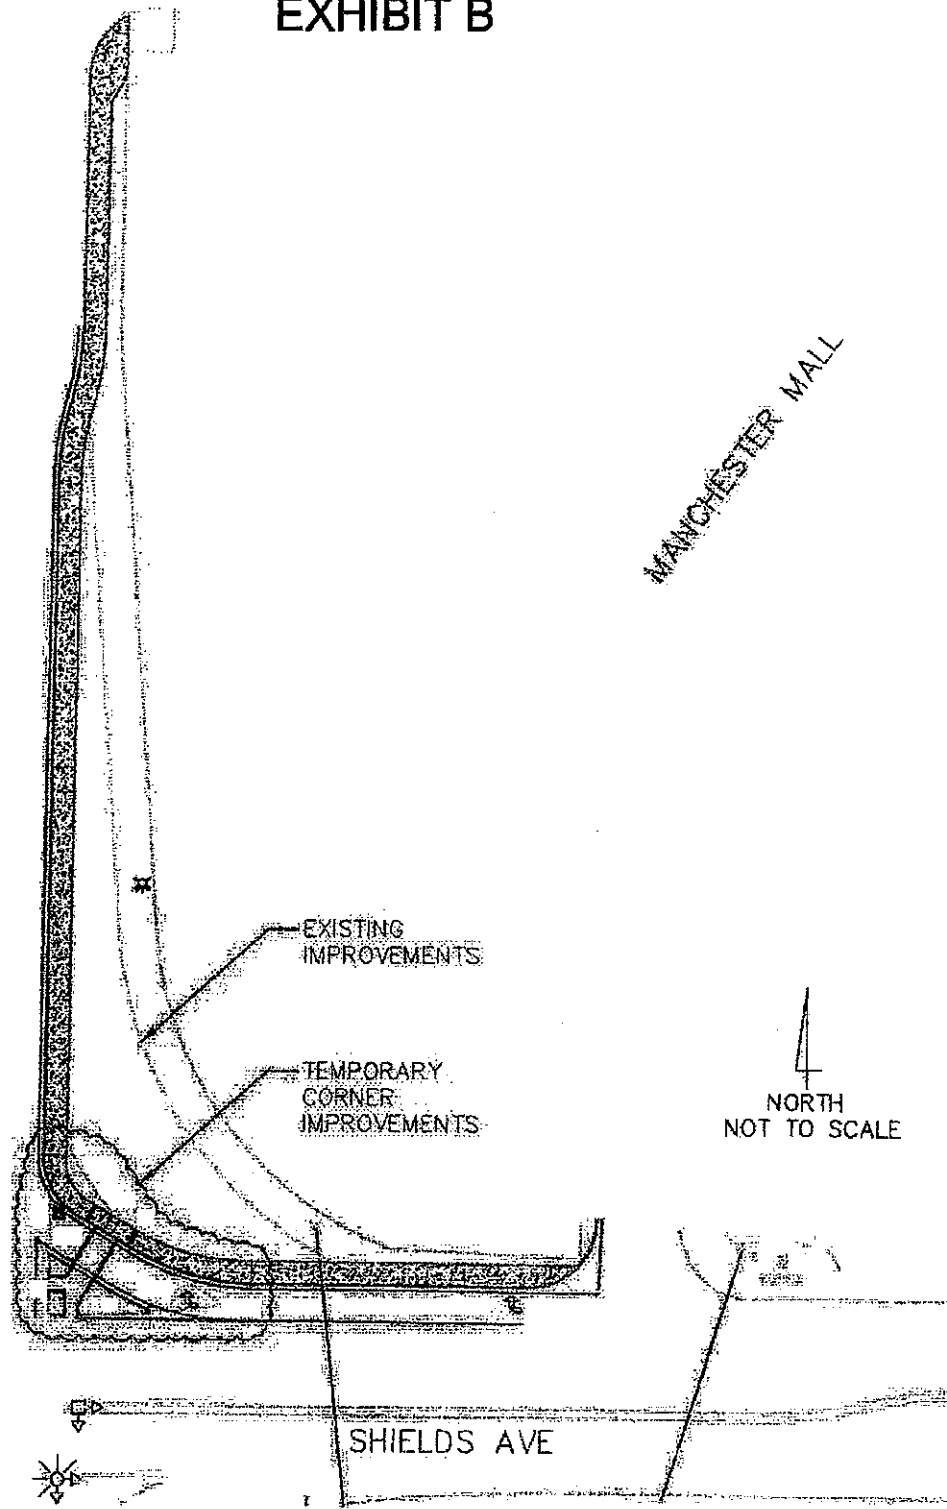 EXHIBIT B
MANCHESTER MALL
EXISTING
IMPROVEMENTS
TEMPORARY
CORNER
IMPROVEMENTS
NORTH
NOT TO SCALE
SHIELDS AVE